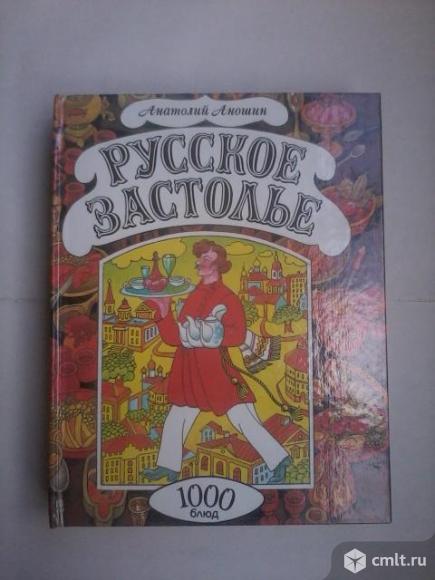 Анатолий Аношин
РУССКОЕ
ЗАСТОЛЬЕ
1000
блюд
cmlt.ru